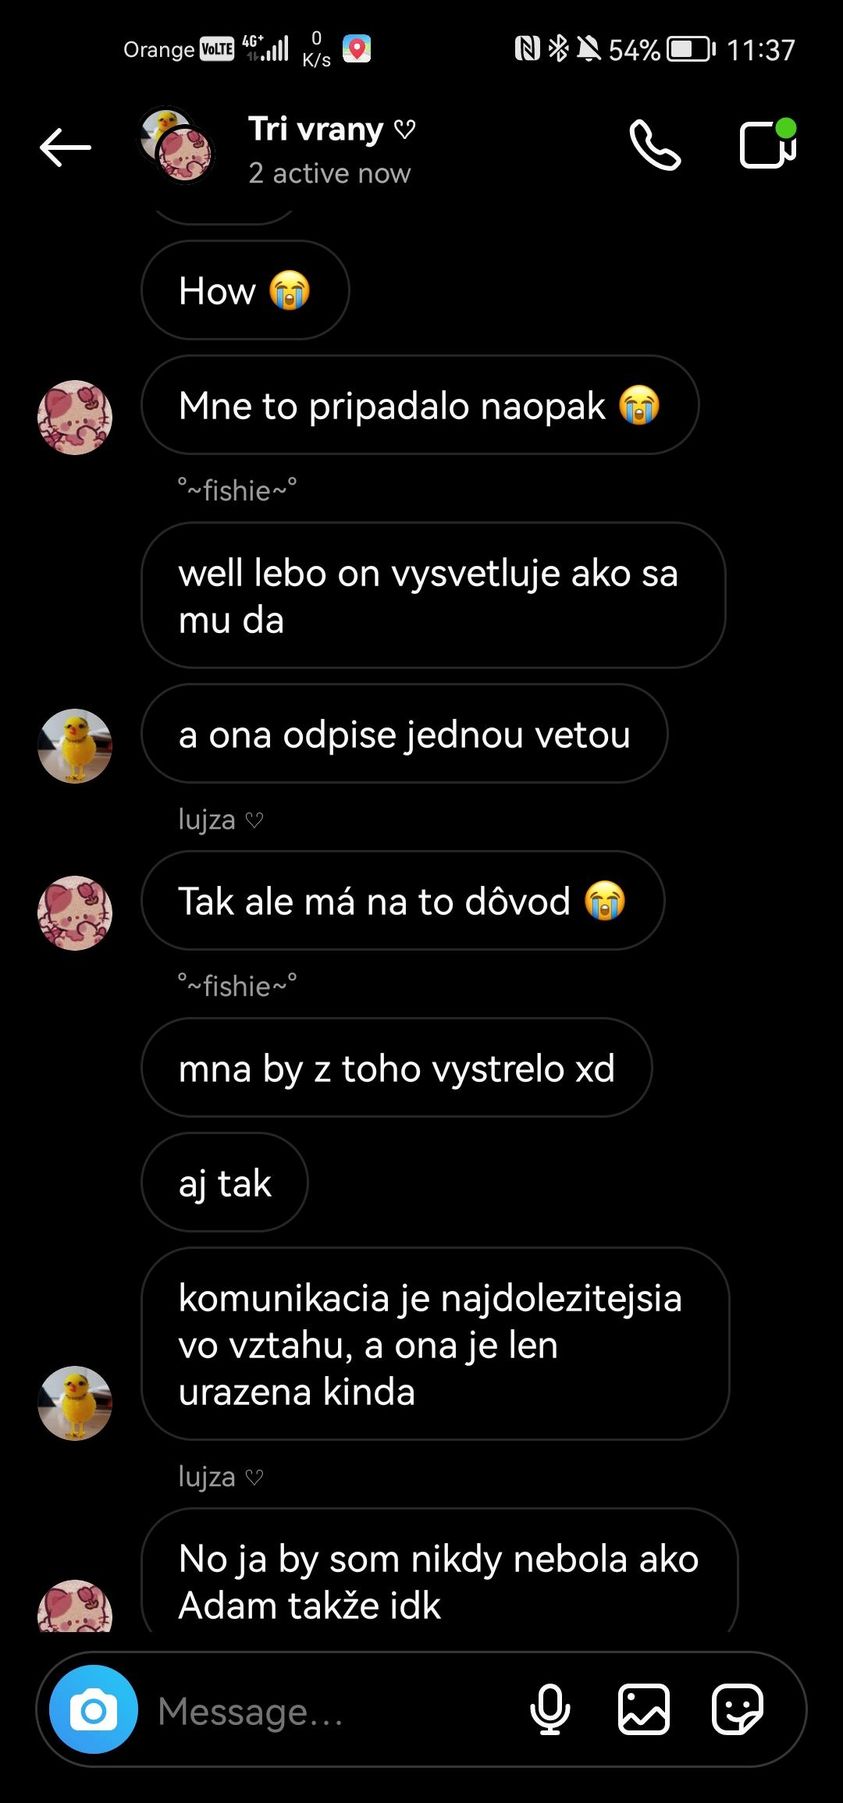 Orange VoLTE 4G+ 0 K/s 54% 11:37
Tri vrany ♡
2 active now
How 😭
Mne to pripadalo naopak 😭
°~fishie~°
well lebo on vysvetluje ako sa
mu da
a ona odpise jednou vetou
lujza ♡
Tak ale má na to dôvod 😭
°~fishie~°
mna by z toho vystrelo xd
aj tak
komunikacia je najdolezitejsia
vo vztahu, a ona je len
urazena kinda
lujza ♡
No ja by som nikdy nebola ako
Adam takže idk
Message...